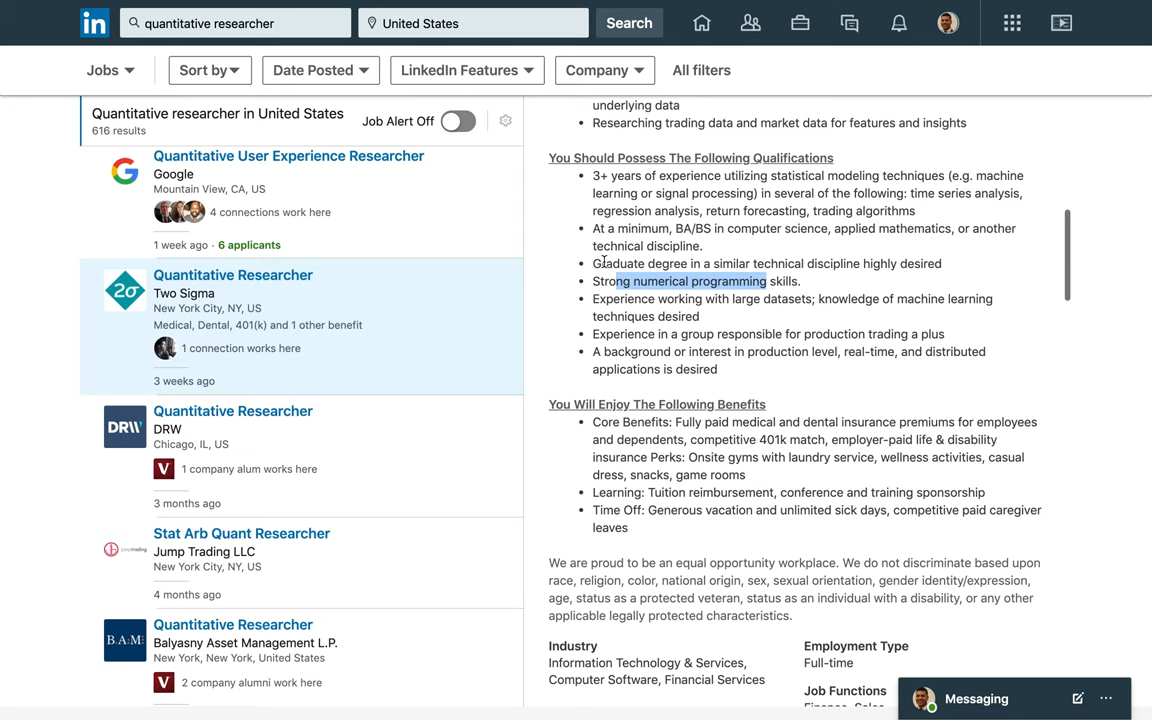 in
quantitative researcher
United States
Search
Jobs
Sort by
Date Posted
LinkedIn Features
Company
All filters
Quantitative researcher in United States
616 results
Job Alert Off
Quantitative User Experience Researcher
Google
Mountain View, CA, US
4 connections work here
1 week ago · 6 applicants
2σ
Quantitative Researcher
Two Sigma
New York City, NY, US
Medical, Dental, 401(k) and 1 other benefit
1 connection works here
3 weeks ago
DRW
Quantitative Researcher
DRW
Chicago, IL, US
V
1 company alum works here
3 months ago
Stat Arb Quant Researcher
Jump Trading LLC
New York City, NY, US
4 months ago
B.A.M.
Quantitative Researcher
Balyasny Asset Management L.P.
New York, New York, United States
V
2 company alumni work here
underlying data
• Researching trading data and market data for features and insights
You Should Possess The Following Qualifications
• 3+ years of experience utilizing statistical modeling techniques (e.g. machine
learning or signal processing) in several of the following: time series analysis,
regression analysis, return forecasting, trading algorithms
• At a minimum, BA/BS in computer science, applied mathematics, or another
technical discipline.
• Graduate degree in a similar technical discipline highly desired
• Strong numerical programming skills.
• Experience working with large datasets; knowledge of machine learning
techniques desired
• Experience in a group responsible for production trading a plus
• A background or interest in production level, real-time, and distributed
applications is desired
You Will Enjoy The Following Benefits
• Core Benefits: Fully paid medical and dental insurance premiums for employees
and dependents, competitive 401k match, employer-paid life & disability
insurance Perks: Onsite gyms with laundry service, wellness activities, casual
dress, snacks, game rooms
• Learning: Tuition reimbursement, conference and training sponsorship
• Time Off: Generous vacation and unlimited sick days, competitive paid caregiver
leaves
We are proud to be an equal opportunity workplace. We do not discriminate based upon
race, religion, color, national origin, sex, sexual orientation, gender identity/expression,
age, status as a protected veteran, status as an individual with a disability, or any other
applicable legally protected characteristics.
Industry
Information Technology & Services,
Computer Software, Financial Services
Employment Type
Full-time
Job Functions
Finance, Sales
Messaging